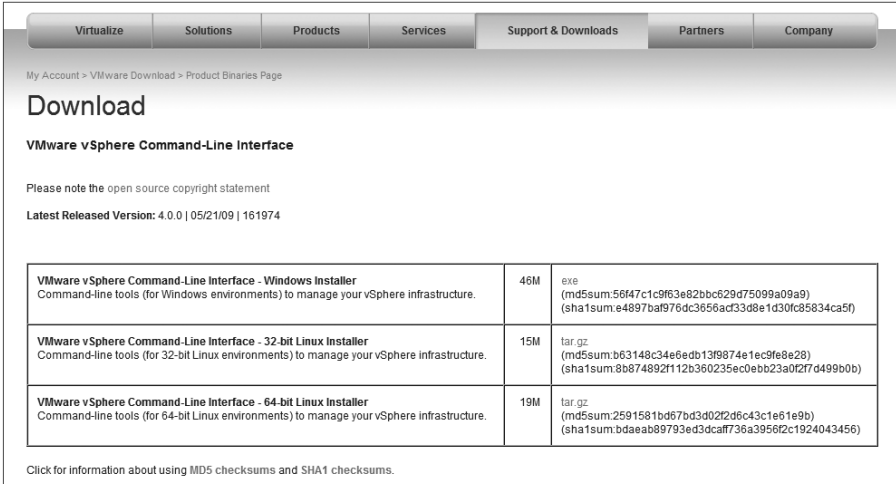 Virtualize Solutions Products Services Support & Downloads Partners Company
My Account > VMware Download > Product Binaries Page
Download
VMware vSphere Command-Line Interface
Please note the open source copyright statement
Latest Released Version: 4.0.0 | 05/21/09 | 161974
VMware vSphere Command-Line Interface - Windows Installer 46M exe
Command-line tools (for Windows environments) to manage your vSphere infrastructure. (md5sum:56f47c1c9f63e82bbc629d75099a09a9)
(sha1sum:e4897baf976dc3656acf33d8e1d30fc85834ca5f)
VMware vSphere Command-Line Interface - 32-bit Linux Installer 15M tar.gz
Command-line tools (for 32-bit Linux environments) to manage your vSphere infrastructure. (md5sum:b63148c34e6edb13f9874e1ec9fe8e28)
(sha1sum:8b874892f112b360235ec0ebb23a0f2f7d499b0b)
VMware vSphere Command-Line Interface - 64-bit Linux Installer 19M tar.gz
Command-line tools (for 64-bit Linux environments) to manage your vSphere infrastructure. (md5sum:2591581bd67bd3d02f2d6c43c1e61e9b)
(sha1sum:bdaeab89793ed3dcaff736a3956f2c1924043456)
Click for information about using MD5 checksums and SHA1 checksums.